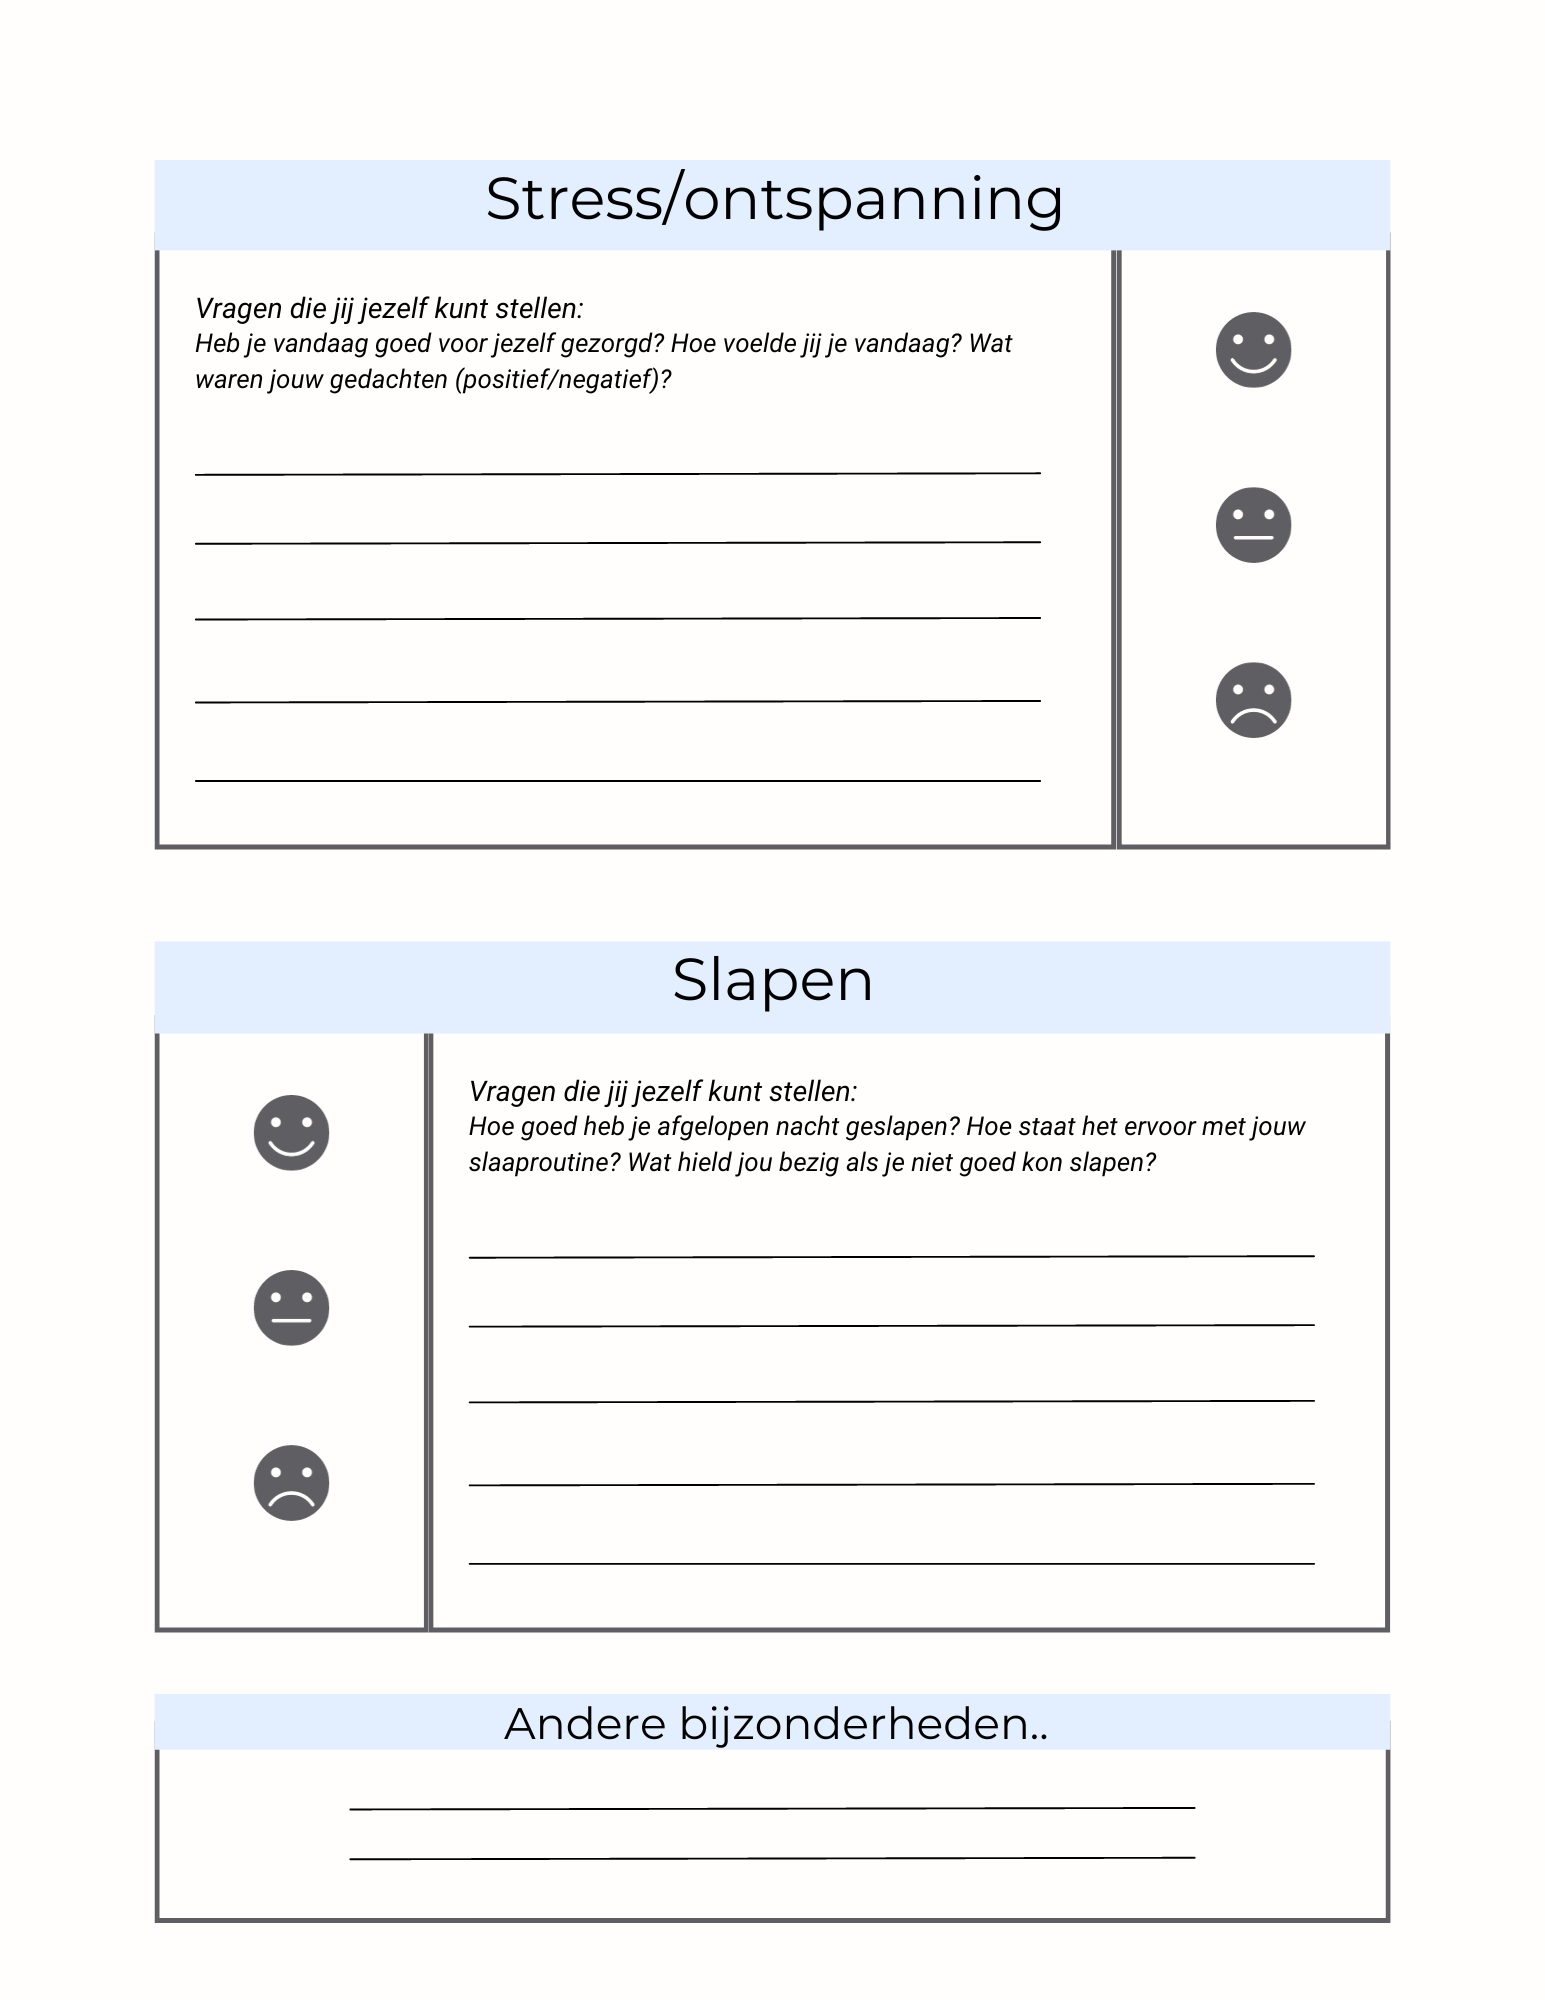 Stress/ontspanning
Vragen die jij jezelf kunt stellen:
Heb je vandaag goed voor jezelf gezorgd? Hoe voelde jij je vandaag? Wat
waren jouw gedachten (positief/negatief)?
Slapen
Vragen die jij jezelf kunt stellen:
Hoe goed heb je afgelopen nacht geslapen? Hoe staat het ervoor met jouw
slaaproutine? Wat hield jou bezig als je niet goed kon slapen?
Andere bijzonderheden..